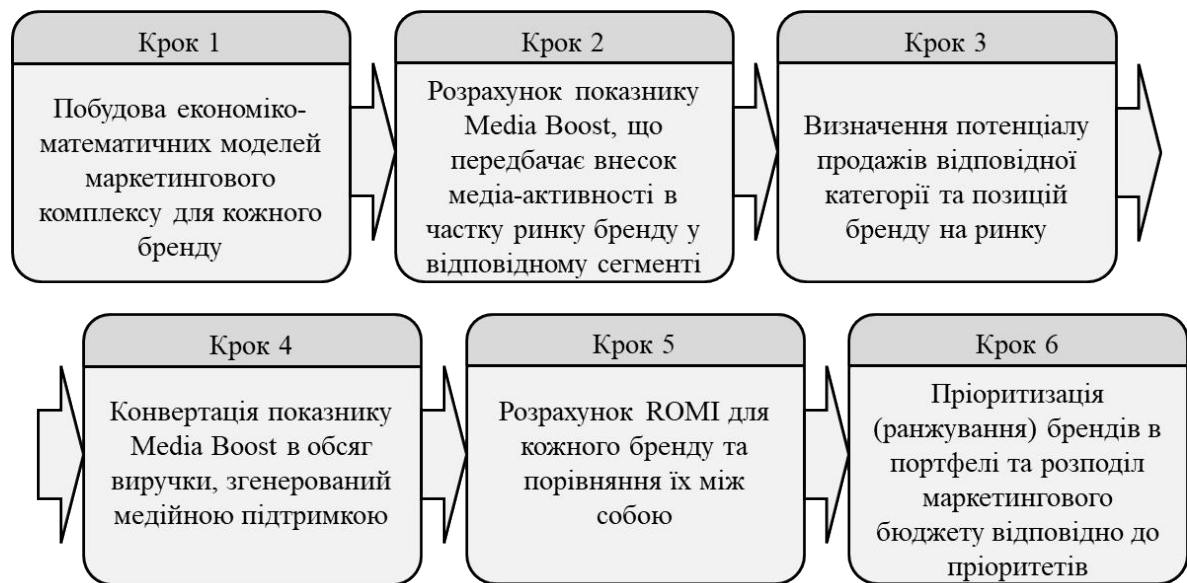 Крок 1
Побудова економіко-
математичних моделей
маркетингового
комплексу для кожного
бренду
Крок 2
Розрахунок показнику
Media Boost, що
передбачає внесок
медіа-активності в
частку ринку бренду у
відповідному сегменті
Крок 3
Визначення потенціалу
продажів відповідної
категорії та позицій
бренду на ринку
Крок 4
Конвертація показнику
Media Boost в обсяг
виручки, згенерований
медійною підтримкою
Крок 5
Розрахунок ROMI для
кожного бренду та
порівняння їх між
собою
Крок 6
Пріоритизація
(ранжування) брендів в
портфелі та розподіл
маркетингового
бюджету відповідно до
пріоритетів